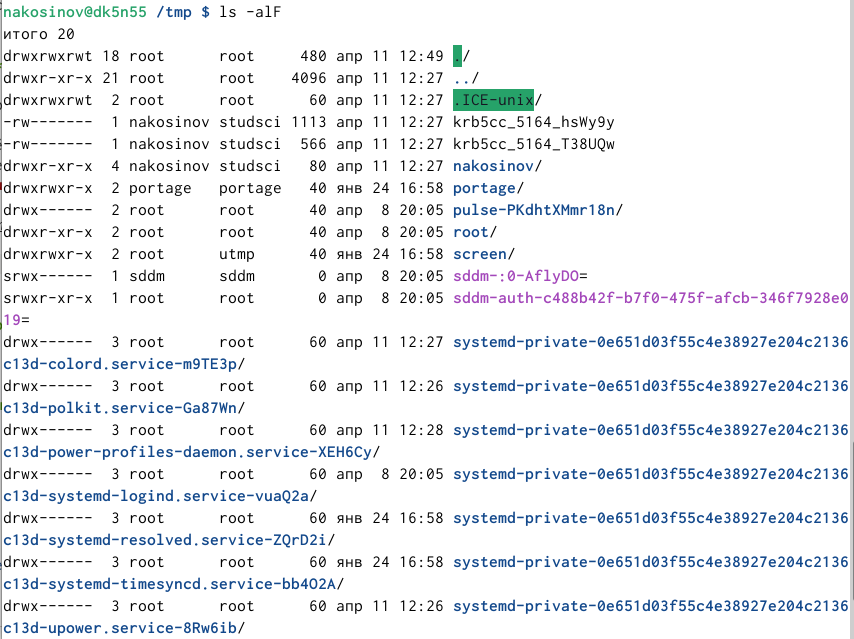 nakosinov@dk5n55 /tmp $ ls -alF
итого 20
drwxrwxrwt 18 root      root      480 апр 11 12:49 ./
drwxr-xr-x 21 root      root     4096 апр 11 12:27 ../
drwxrwxrwt  2 root      root       60 апр 11 12:27 .ICE-unix/
-rw-------  1 nakosinov studsci 1113 апр 11 12:27 krb5cc_5164_hsWy9y
-rw-------  1 nakosinov studsci  566 апр 11 12:27 krb5cc_5164_T38UQw
drwxr-xr-x  4 nakosinov studsci   80 апр 11 12:27 nakosinov/
drwxrwxr-x  2 portage   portage   40 янв 24 16:58 portage/
drwx------  2 root      root       40 апр  8 20:05 pulse-PKdhtXMmr18n/
drwxr-xr-x  2 root      root       40 апр  8 20:05 root/
drwxrwxr-x  2 root      utmp       40 янв 24 16:58 screen/
srwx------  1 sddm      sddm        0 апр  8 20:05 sddm-:0-AflyDO=
srwxr-xr-x  1 root      root        0 апр  8 20:05 sddm-auth-c488b42f-b7f0-475f-afcb-346f7928e0
19=
drwx------  3 root      root       60 апр 11 12:27 systemd-private-0e651d03f55c4e38927e204c2136
c13d-colord.service-m9TE3p/
drwx------  3 root      root       60 апр 11 12:26 systemd-private-0e651d03f55c4e38927e204c2136
c13d-polkit.service-Ga87Wn/
drwx------  3 root      root       60 апр 11 12:28 systemd-private-0e651d03f55c4e38927e204c2136
c13d-power-profiles-daemon.service-XEH6Cy/
drwx------  3 root      root       60 апр  8 20:05 systemd-private-0e651d03f55c4e38927e204c2136
c13d-systemd-logind.service-vuaQ2a/
drwx------  3 root      root       60 янв 24 16:58 systemd-private-0e651d03f55c4e38927e204c2136
c13d-systemd-resolved.service-ZQrD2i/
drwx------  3 root      root       60 янв 24 16:58 systemd-private-0e651d03f55c4e38927e204c2136
c13d-systemd-timesyncd.service-bb4O2A/
drwx------  3 root      root       60 апр 11 12:26 systemd-private-0e651d03f55c4e38927e204c2136
c13d-upower.service-8Rw6ib/